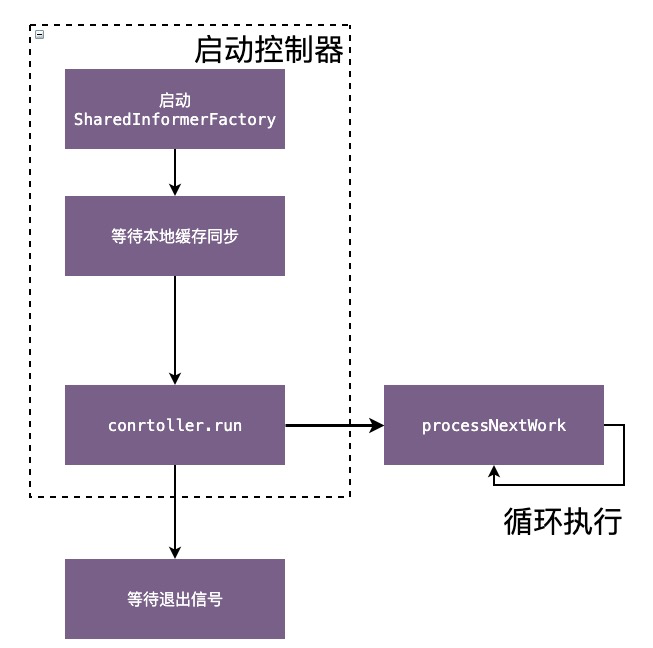 启动控制器
启动
SharedInformerFactory
等待本地缓存同步
conrtoller.run
processNextWork
循环执行
等待退出信号